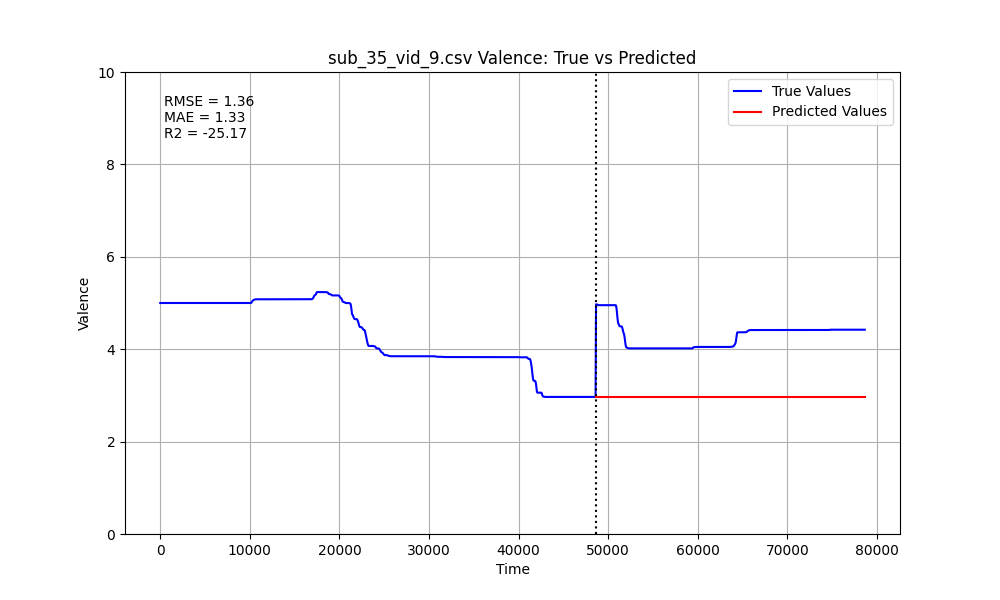 sub_35_vid_9.csv Valence: True vs Predicted
RMSE = 1.36
MAE = 1.33
R2 = -25.17
True Values
Predicted Values
10
8
6
4
2
0
Valence
0 10000 20000 30000 40000 50000 60000 70000 80000
Time